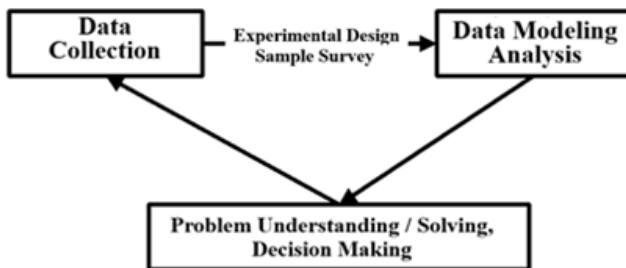 Data
Collection
Experimental Design
Sample Survey
Data Modeling
Analysis
Problem Understanding / Solving,
Decision Making